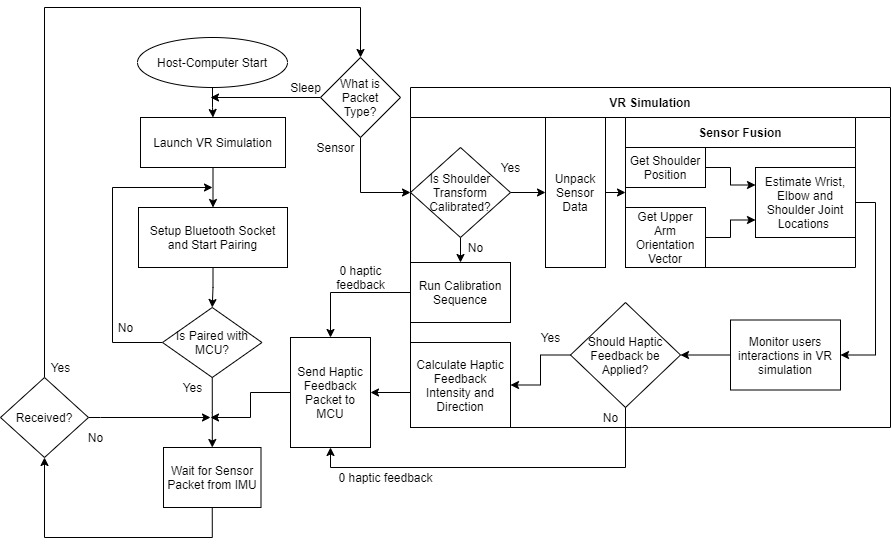 Host-Computer Start
What is
Packet
Type?
Sleep
Sensor
Launch VR Simulation
Setup Bluetooth Socket
and Start Pairing
Is Paired with
MCU?
No
Yes
Received?
Yes
No
Wait for Sensor
Packet from IMU
VR Simulation
Is Shoulder
Transform
Calibrated?
Yes
No
Unpack
Sensor
Data
Sensor Fusion
Get Shoulder
Position
Get Upper
Arm
Orientation
Vector
Estimate Wrist,
Elbow and
Shoulder Joint
Locations
Run Calibration
Sequence
0 haptic
feedback
Send Haptic
Feedback
Packet to
MCU
Calculate Haptic
Feedback
Intensity and
Direction
Yes
Should Haptic
Feedback be
Applied?
No
Monitor users
interactions in VR
simulation
0 haptic feedback